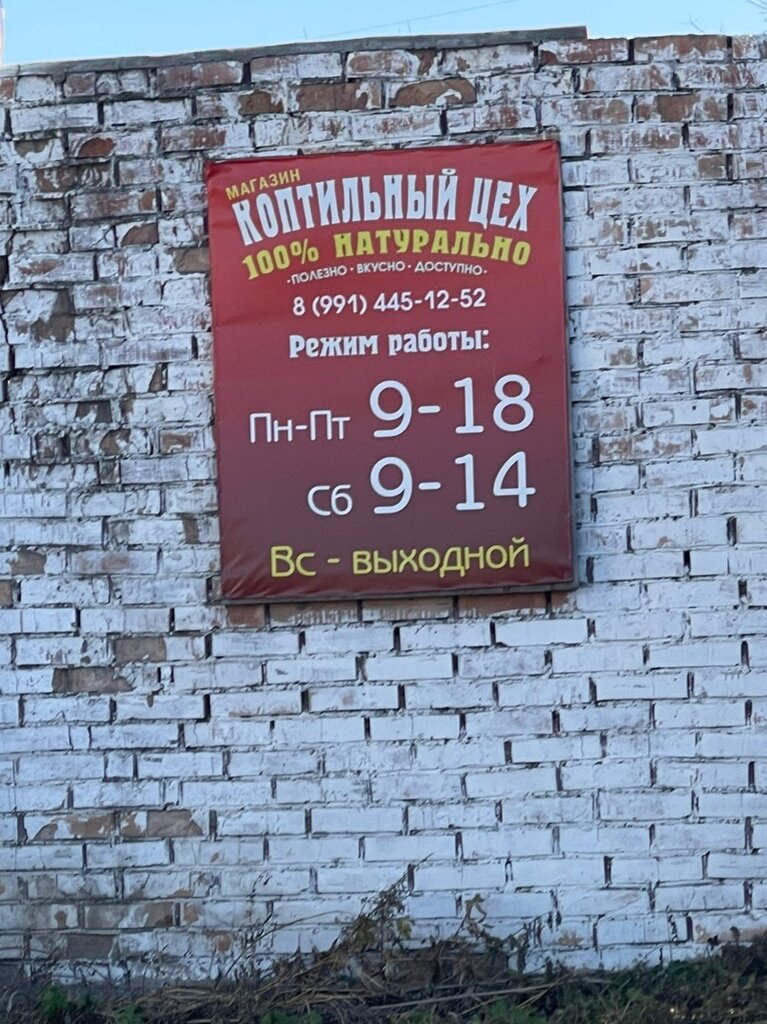 МАГАЗИН
КОПТИЛЬНЫЙ ЦЕХ
100% НАТУРАЛЬНО
·ПОЛЕЗНО·ВКУСНО·ДОСТУПНО·
8 (991) 445-12-52
Режим работы:
Пн-Пт 9-18
Сб 9-14
Вс - выходной